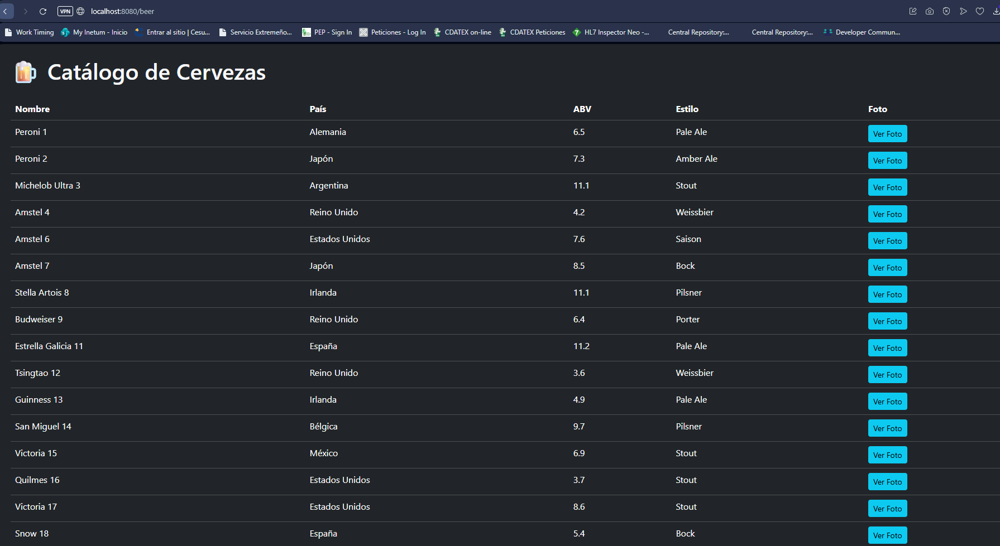 VPN localhost:8080/beer
Work Timing My Inetum - Inicio Entrar al sitio | Cesu... Servicio Extremeño... PEP - Sign In Peticiones - Log In CDATEX on-line CDATEX Peticiones 7 HL7 Inspector Neo -... Central Repository:... Central Repository:... Developer Commun...
Catálogo de Cervezas
Nombre País ABV Estilo Foto
Peroni 1 Alemania 6.5 Pale Ale Ver Foto
Peroni 2 Japón 7.3 Amber Ale Ver Foto
Michelob Ultra 3 Argentina 11.1 Stout Ver Foto
Amstel 4 Reino Unido 4.2 Weissbier Ver Foto
Amstel 6 Estados Unidos 7.6 Saison Ver Foto
Amstel 7 Japón 8.5 Bock Ver Foto
Stella Artois 8 Irlanda 11.1 Pilsner Ver Foto
Budweiser 9 Reino Unido 6.4 Porter Ver Foto
Estrella Galicia 11 España 11.2 Pale Ale Ver Foto
Tsingtao 12 Reino Unido 3.6 Weissbier Ver Foto
Guinness 13 Irlanda 4.9 Pale Ale Ver Foto
San Miguel 14 Bélgica 9.7 Pilsner Ver Foto
Victoria 15 México 6.9 Stout Ver Foto
Quilmes 16 Estados Unidos 3.7 Stout Ver Foto
Victoria 17 Estados Unidos 8.6 Stout Ver Foto
Snow 18 España 5.4 Bock Ver Foto